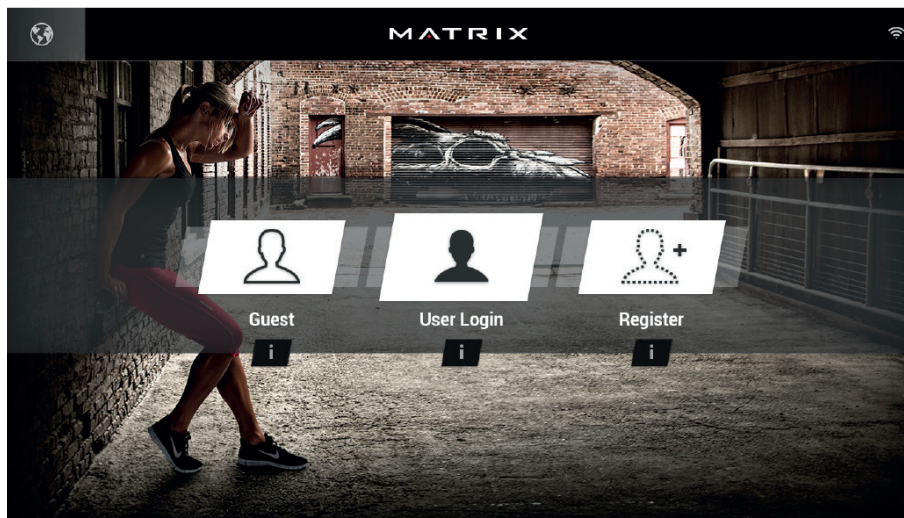 MATRIX
Guest
User Login
Register
i
i
i